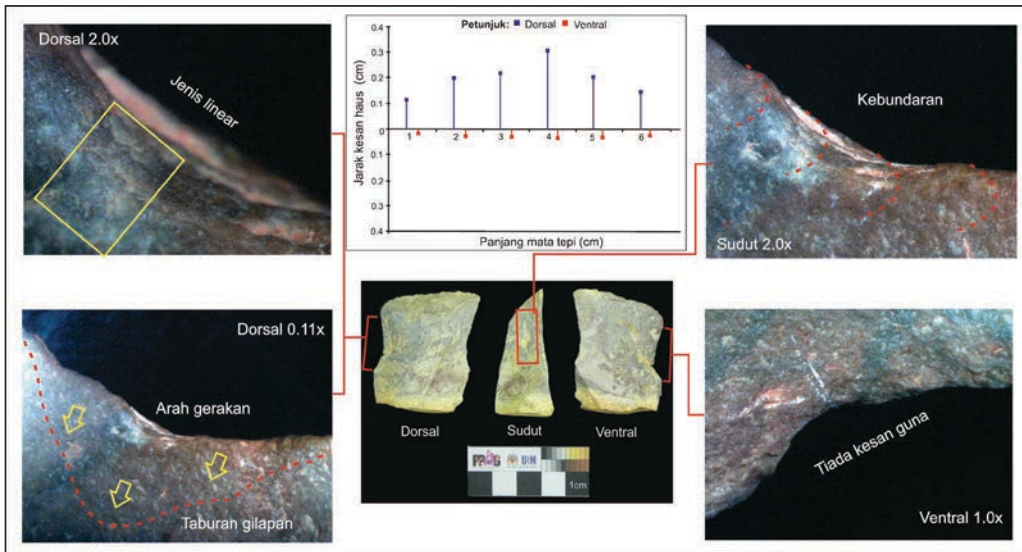 Dorsal 2.0x
Jenis linear
Petunjuk: Dorsal Ventral
Jarak kesan haus (cm)
0.4
0.3
0.2
0.1
0
0.1
0.2
0.3
0.4
1 2 3 4 5 6
Panjang mata tepi (cm)
Kebundaran
Sudut 2.0x
Dorsal 0.11x
Arah gerakan
Taburan gilapan
Dorsal
Sudut
Ventral
1cm
Tiada kesan guna
Ventral 1.0x